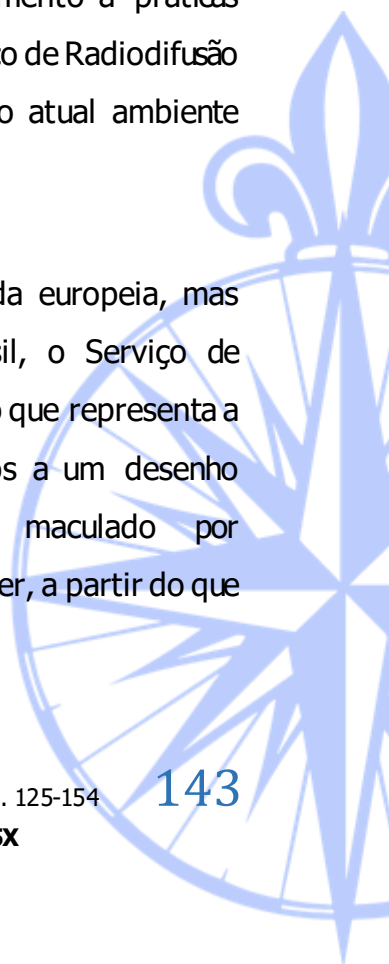 o de Radiodifusão
o atual ambiente
da europeia, mas
sil, o Serviço de
o que representa a
os a um desenho
maculado por
er, a partir do que
. 125-154 143